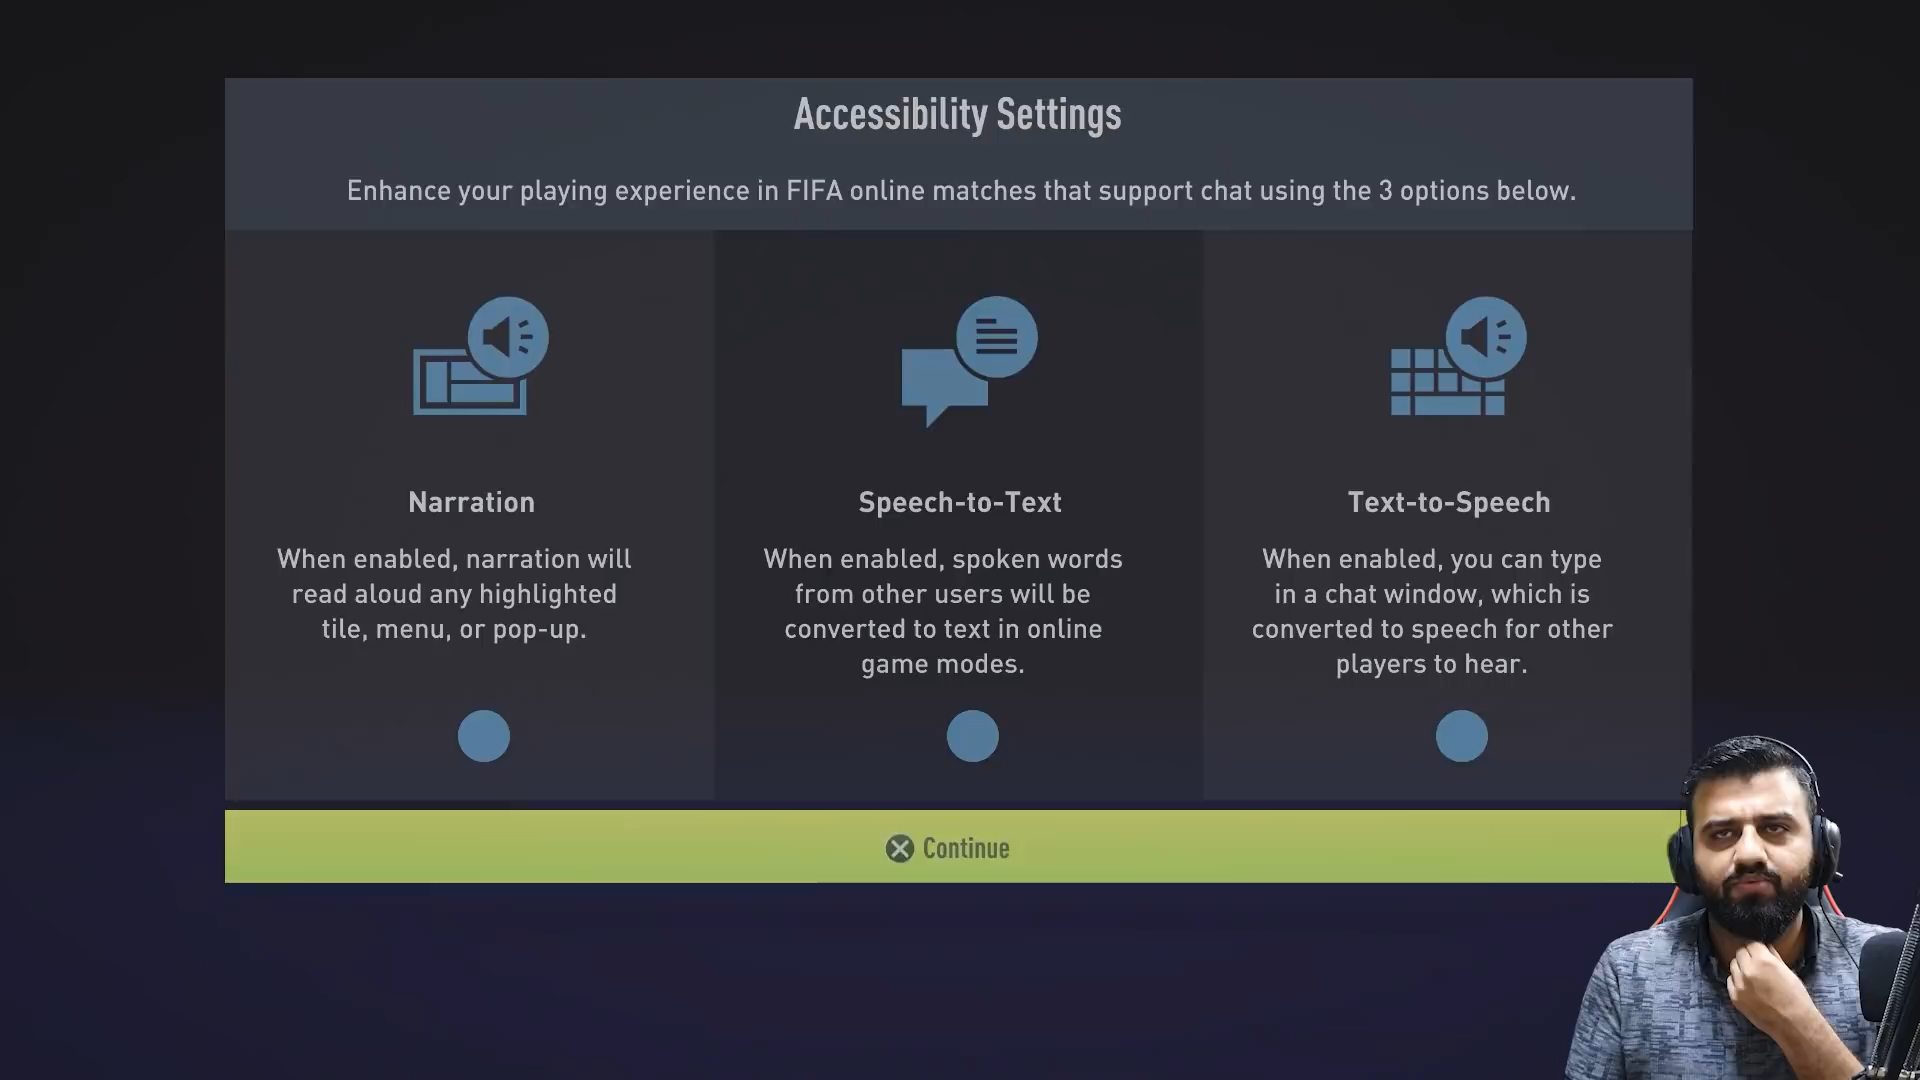 Accessibility Settings
Enhance your playing experience in FIFA online matches that support chat using the 3 options below.
Narration
When enabled, narration will
read aloud any highlighted
tile, menu, or pop-up.
Speech-to-Text
When enabled, spoken words
from other users will be
converted to text in online
game modes.
Text-to-Speech
When enabled, you can type
in a chat window, which is
converted to speech for other
players to hear.
Continue